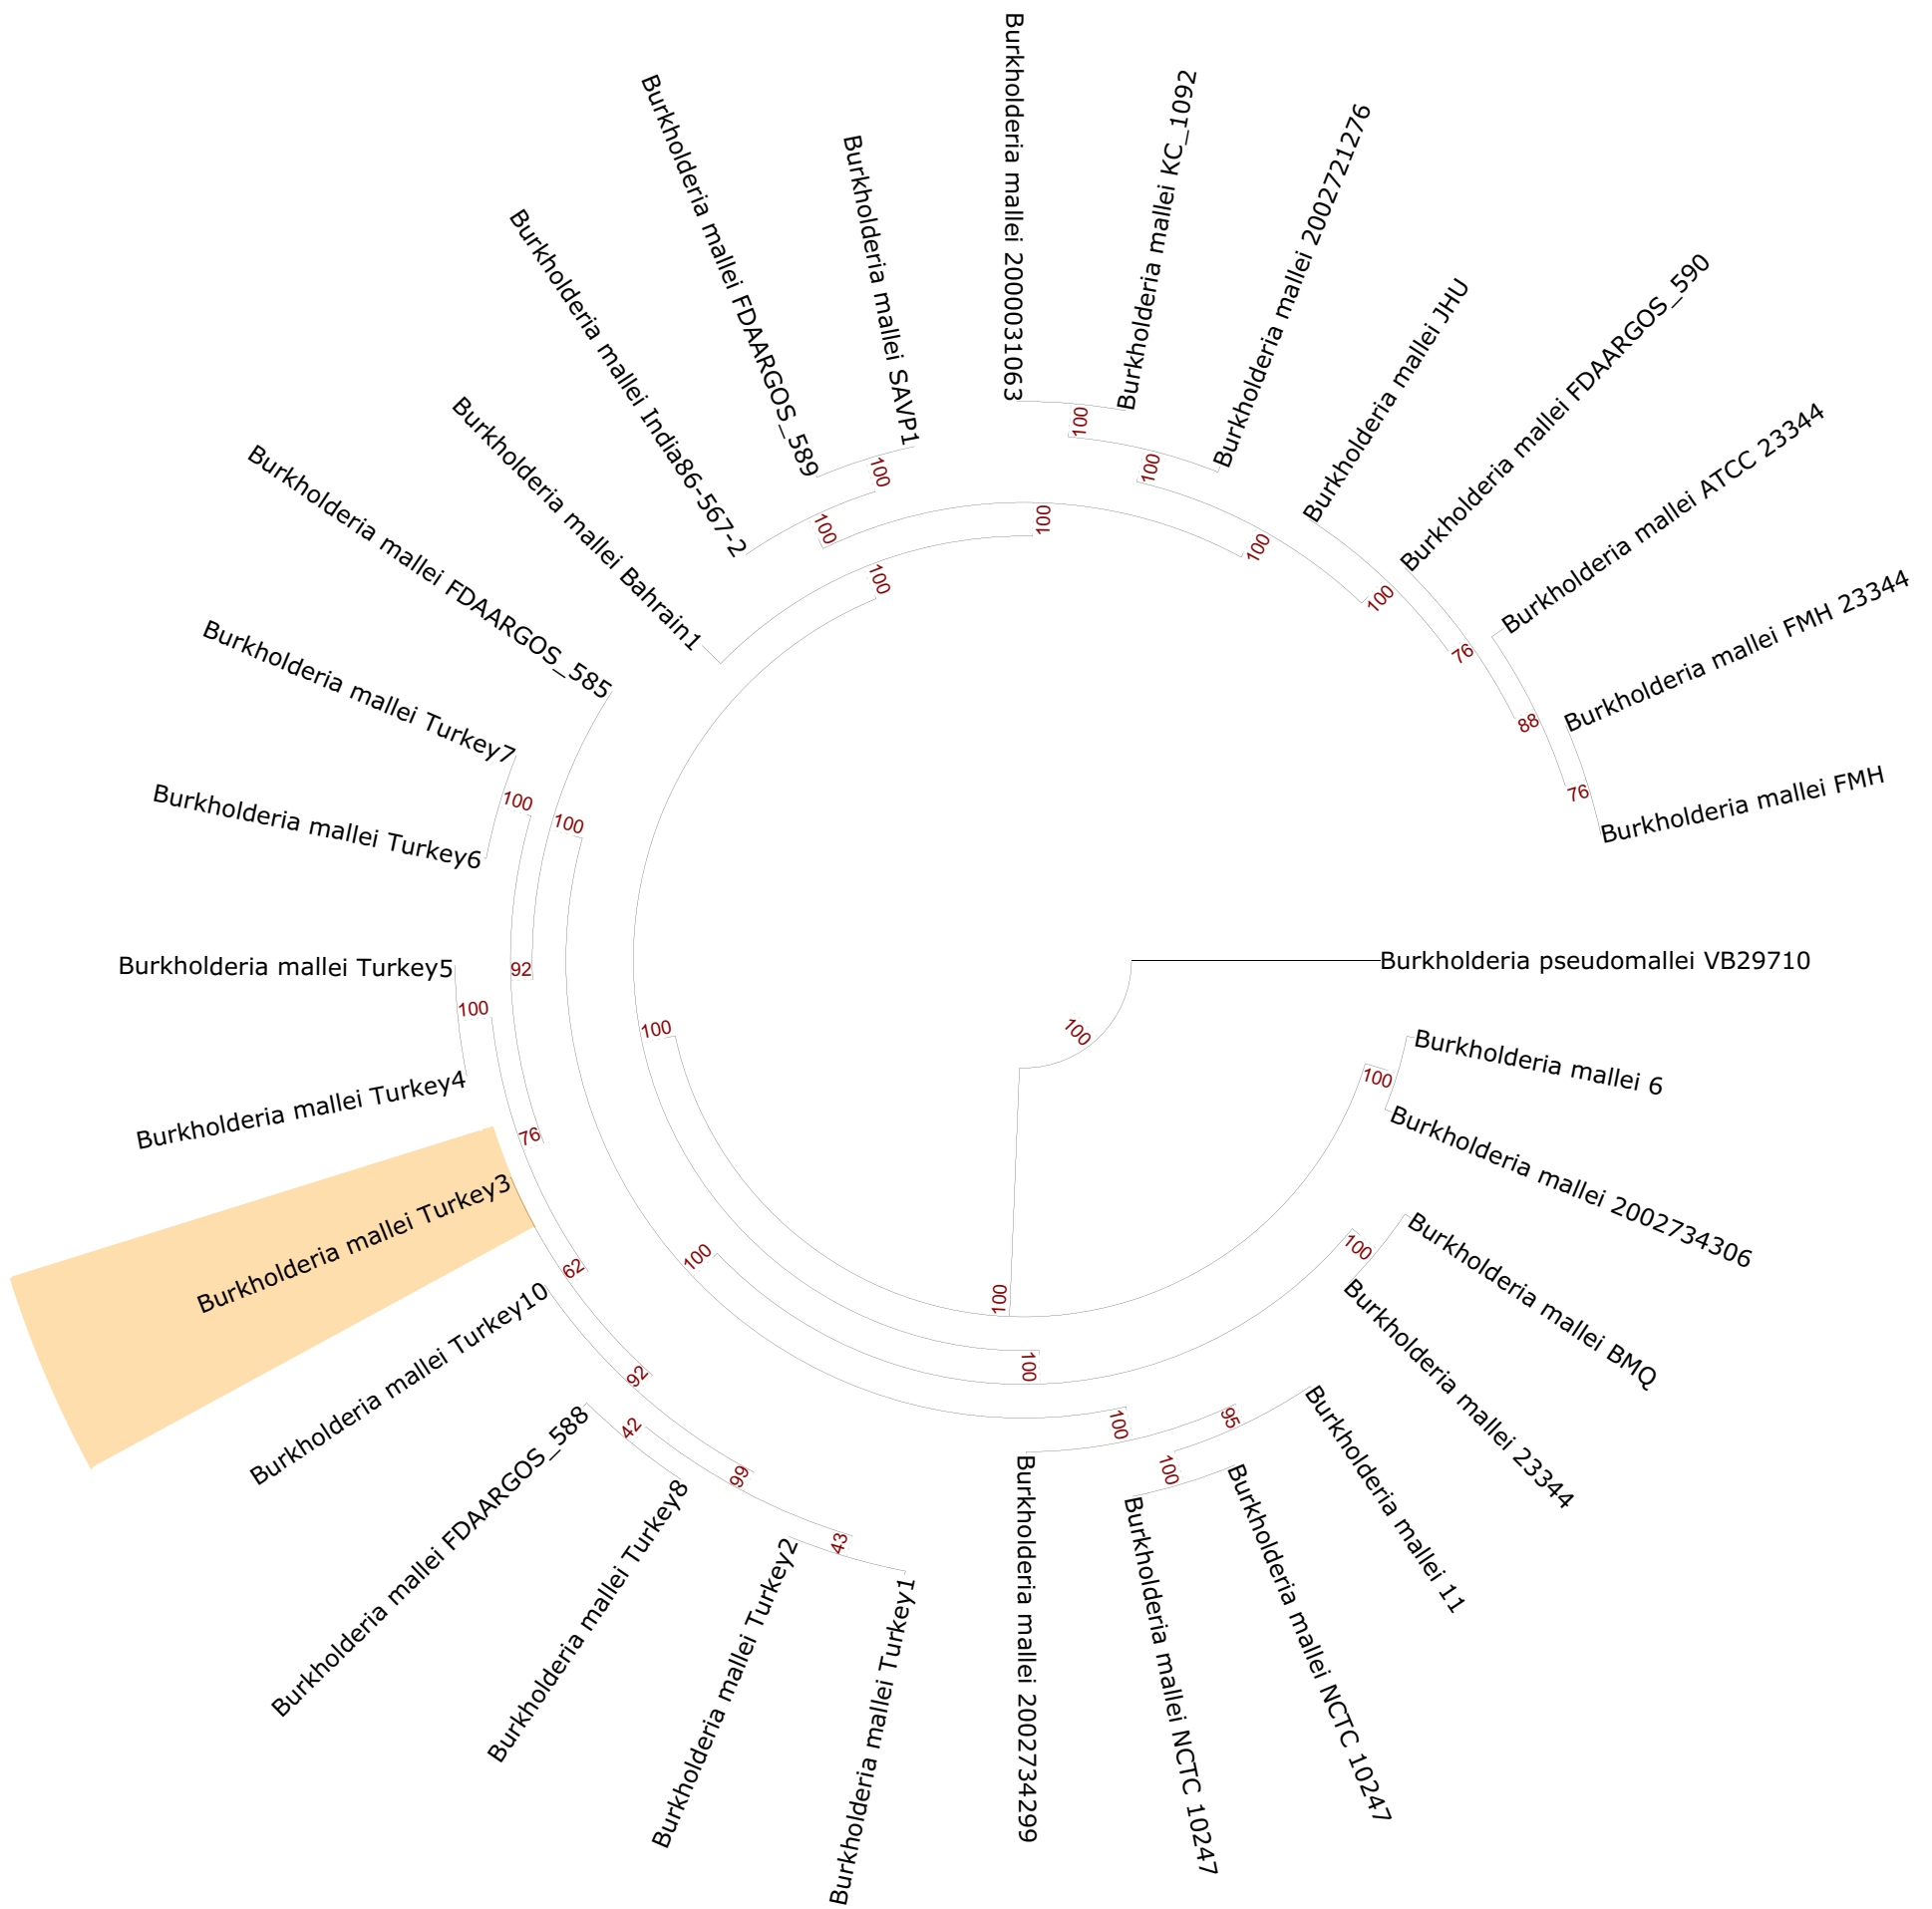 Burkholderia mallei 2000031063
Burkholderia mallei KC_1092
Burkholderia mallei 2002721276
Burkholderia mallei JHU
Burkholderia mallei FDAARGOS_590
Burkholderia mallei ATCC 23344
Burkholderia mallei FMH 23344
Burkholderia mallei FMH
Burkholderia pseudomallei VB29710
Burkholderia mallei 6
Burkholderia mallei 2002734306
Burkholderia mallei BMQ
Burkholderia mallei 23344
Burkholderia mallei 11
Burkholderia mallei NCTC 10247
Burkholderia mallei NCTC 10247
Burkholderia mallei 2002734299
Burkholderia mallei Turkey1
Burkholderia mallei Turkey2
Burkholderia mallei Turkey8
Burkholderia mallei FDAARGOS_588
Burkholderia mallei Turkey10
Burkholderia mallei Turkey3
Burkholderia mallei Turkey4
Burkholderia mallei Turkey5
Burkholderia mallei Turkey6
Burkholderia mallei Turkey7
Burkholderia mallei FDAARGOS_585
Burkholderia mallei Bahrain1
Burkholderia mallei India86-567-2
Burkholderia mallei FDAARGOS_589
Burkholderia mallei SAVP1
100
100
100
100
76
88
76
100
100
100
100
100
100
100
92
100
76
62
92
42
99
43
100
95
100
100
100
100
100
100
100